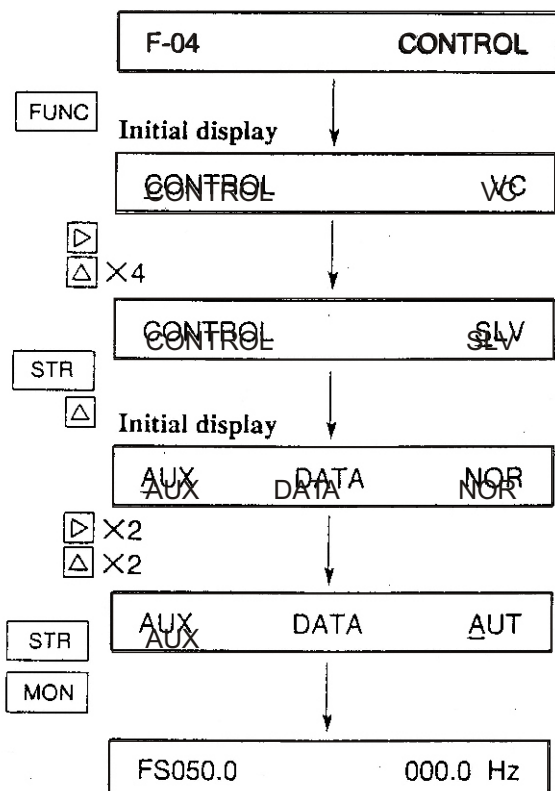 F-04 CONTROL
FUNC
Initial display
CONTROL VC
▷
△ ×4
CONTROL SLV
STR
△
Initial display
AUX DATA NOR
▷ ×2
△ ×2
AUX DATA AUT
STR
MON
FS050.0 000.0 Hz